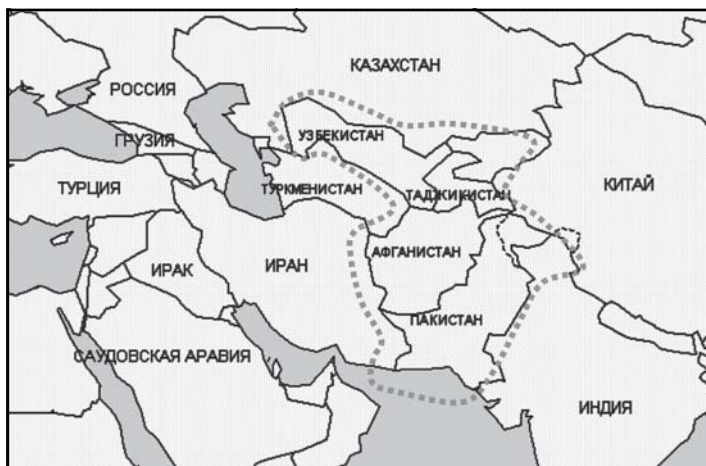 КАЗАХСТАН
РОССИЯ
УЗБЕКИСТАН
ГРУЗИЯ
ТУРКМЕНИСТАН
ТАДЖИКИСТАН
ТУРЦИЯ
КИТАЙ
АФГАНИСТАН
ИРАК
ИРАН
ПАКИСТАН
САУДОВСКАЯ АРАВИЯ
ИНДИЯ